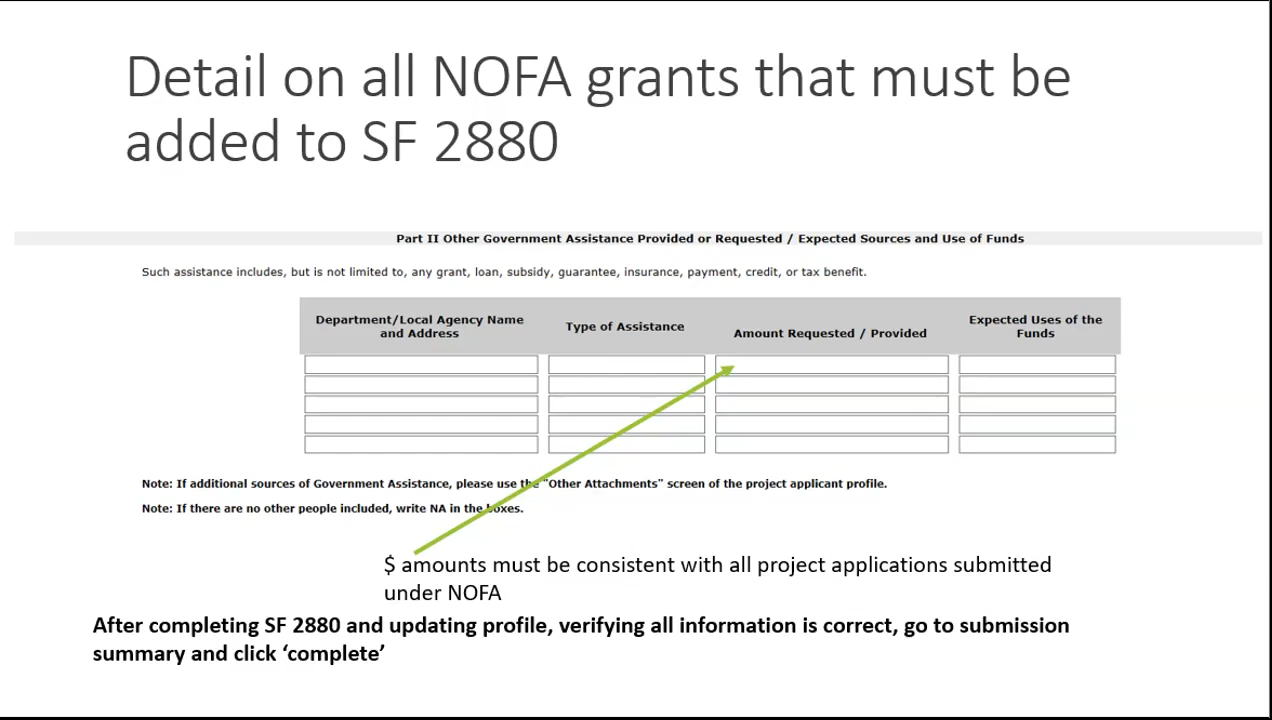 Detail on all NOFA grants that must be
added to SF 2880
Part II Other Government Assistance Provided or Requested / Expected Sources and Use of Funds
Such assistance includes, but is not limited to, any grant, loan, subsidy, guarantee, insurance, payment, credit, or tax benefit.
Department/Local Agency Name
and Address
Type of Assistance
Amount Requested / Provided
Expected Uses of the
Funds
Note: If additional sources of Government Assistance, please use the "Other Attachments" screen of the project applicant profile.
Note: If there are no other people included, write NA in the boxes.
$ amounts must be consistent with all project applications submitted
under NOFA
After completing SF 2880 and updating profile, verifying all information is correct, go to submission
summary and click ‘complete’